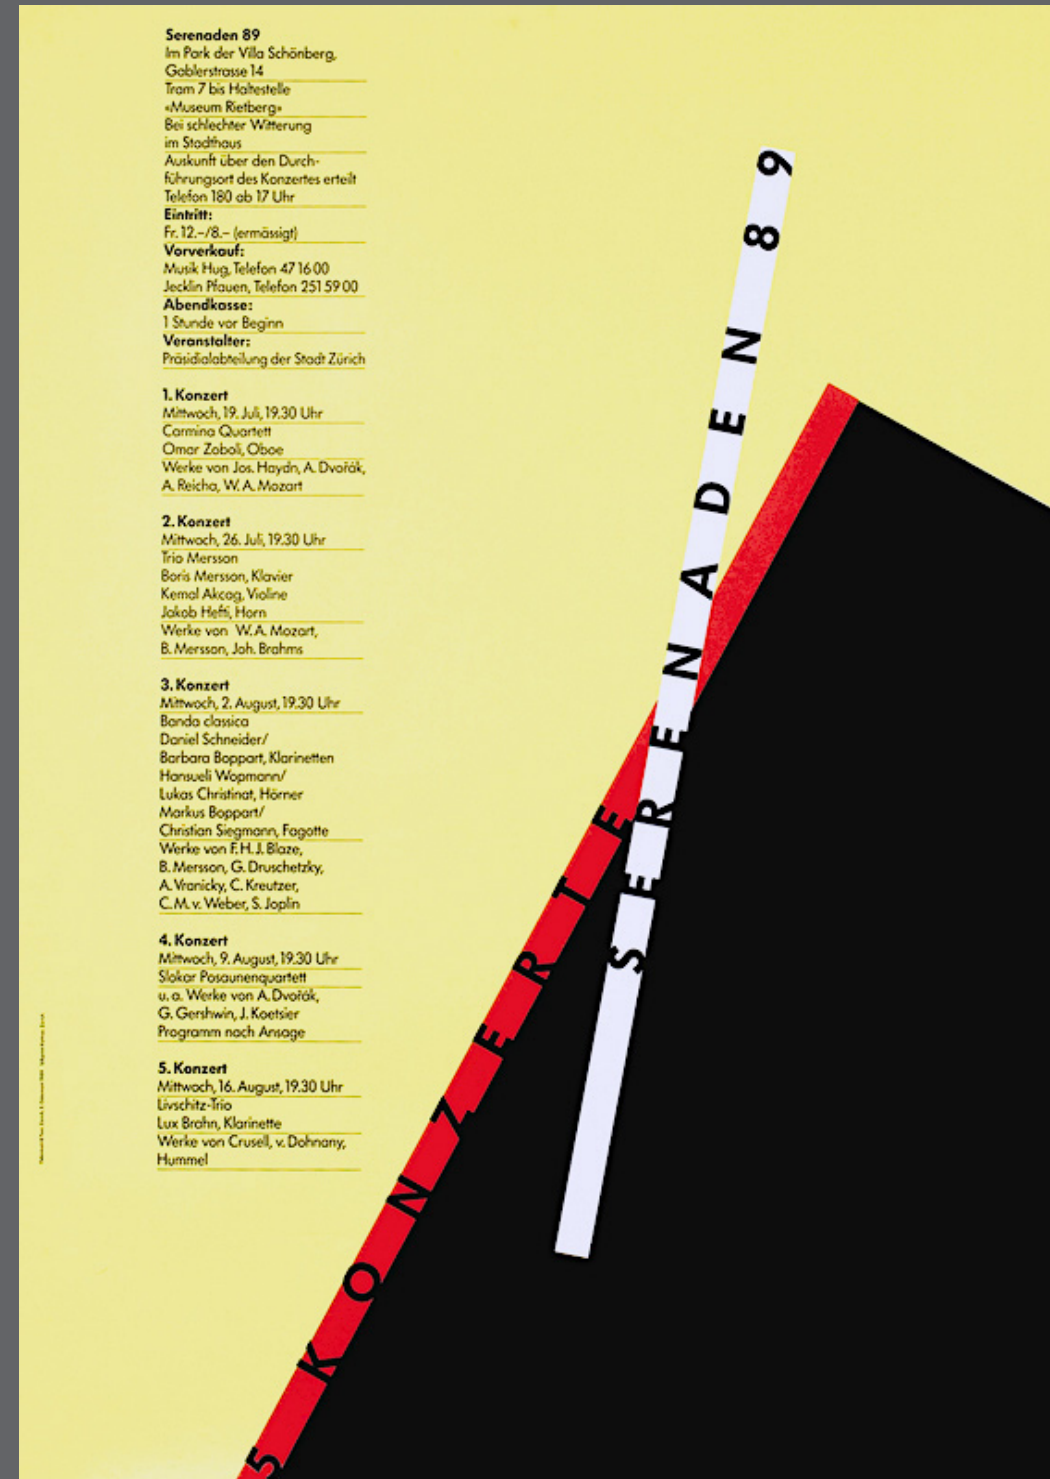 Serenaden 89
Im Park der Villa Schönberg,
Gablerstrasse 14
Tram 7 bis Haltestelle
«Museum Rietberg»
Bei schlechter Witterung
im Stadthaus
Auskunft über den Durch-
führungsort des Konzertes erteilt
Telefon 180 ab 17 Uhr
Eintritt:
Fr. 12.–/8.– (ermässigt)
Vorverkauf:
Musik Hug, Telefon 47 16 00
Jecklin Pfauen, Telefon 251 59 00
Abendkasse:
1 Stunde vor Beginn
Veranstalter:
Präsidialabteilung der Stadt Zürich
1. Konzert
Mittwoch, 19. Juli, 19.30 Uhr
Carmina Quartett
Omar Zoboli, Oboe
Werke von Jos. Haydn, A. Dvořák,
A. Reicha, W. A. Mozart
2. Konzert
Mittwoch, 26. Juli, 19.30 Uhr
Trio Mersson
Boris Mersson, Klavier
Kemal Akcag, Violine
Jakob Hefti, Horn
Werke von W. A. Mozart,
B. Mersson, Joh. Brahms
3. Konzert
Mittwoch, 2. August, 19.30 Uhr
Banda classica
Daniel Schneider/
Barbara Boppart, Klarinetten
Hansueli Wopmann/
Lukas Christinat, Hörner
Markus Boppart/
Christian Siegmann, Fagotte
Werke von F. H. J. Blaze,
B. Mersson, G. Druschetzky,
A. Vranicky, C. Kreutzer,
C. M. v. Weber, S. Joplin
4. Konzert
Mittwoch, 9. August, 19.30 Uhr
Slokar Posaunenquartett
u. a. Werke von A. Dvořák,
G. Gershwin, J. Koetsier
Programm nach Ansage
5. Konzert
Mittwoch, 16. August, 19.30 Uhr
Livschitz-Trio
Lux Brahn, Klarinette
Werke von Crusell, v. Dohnany,
Hummel
SERENADEN 89
5 KONZERTE